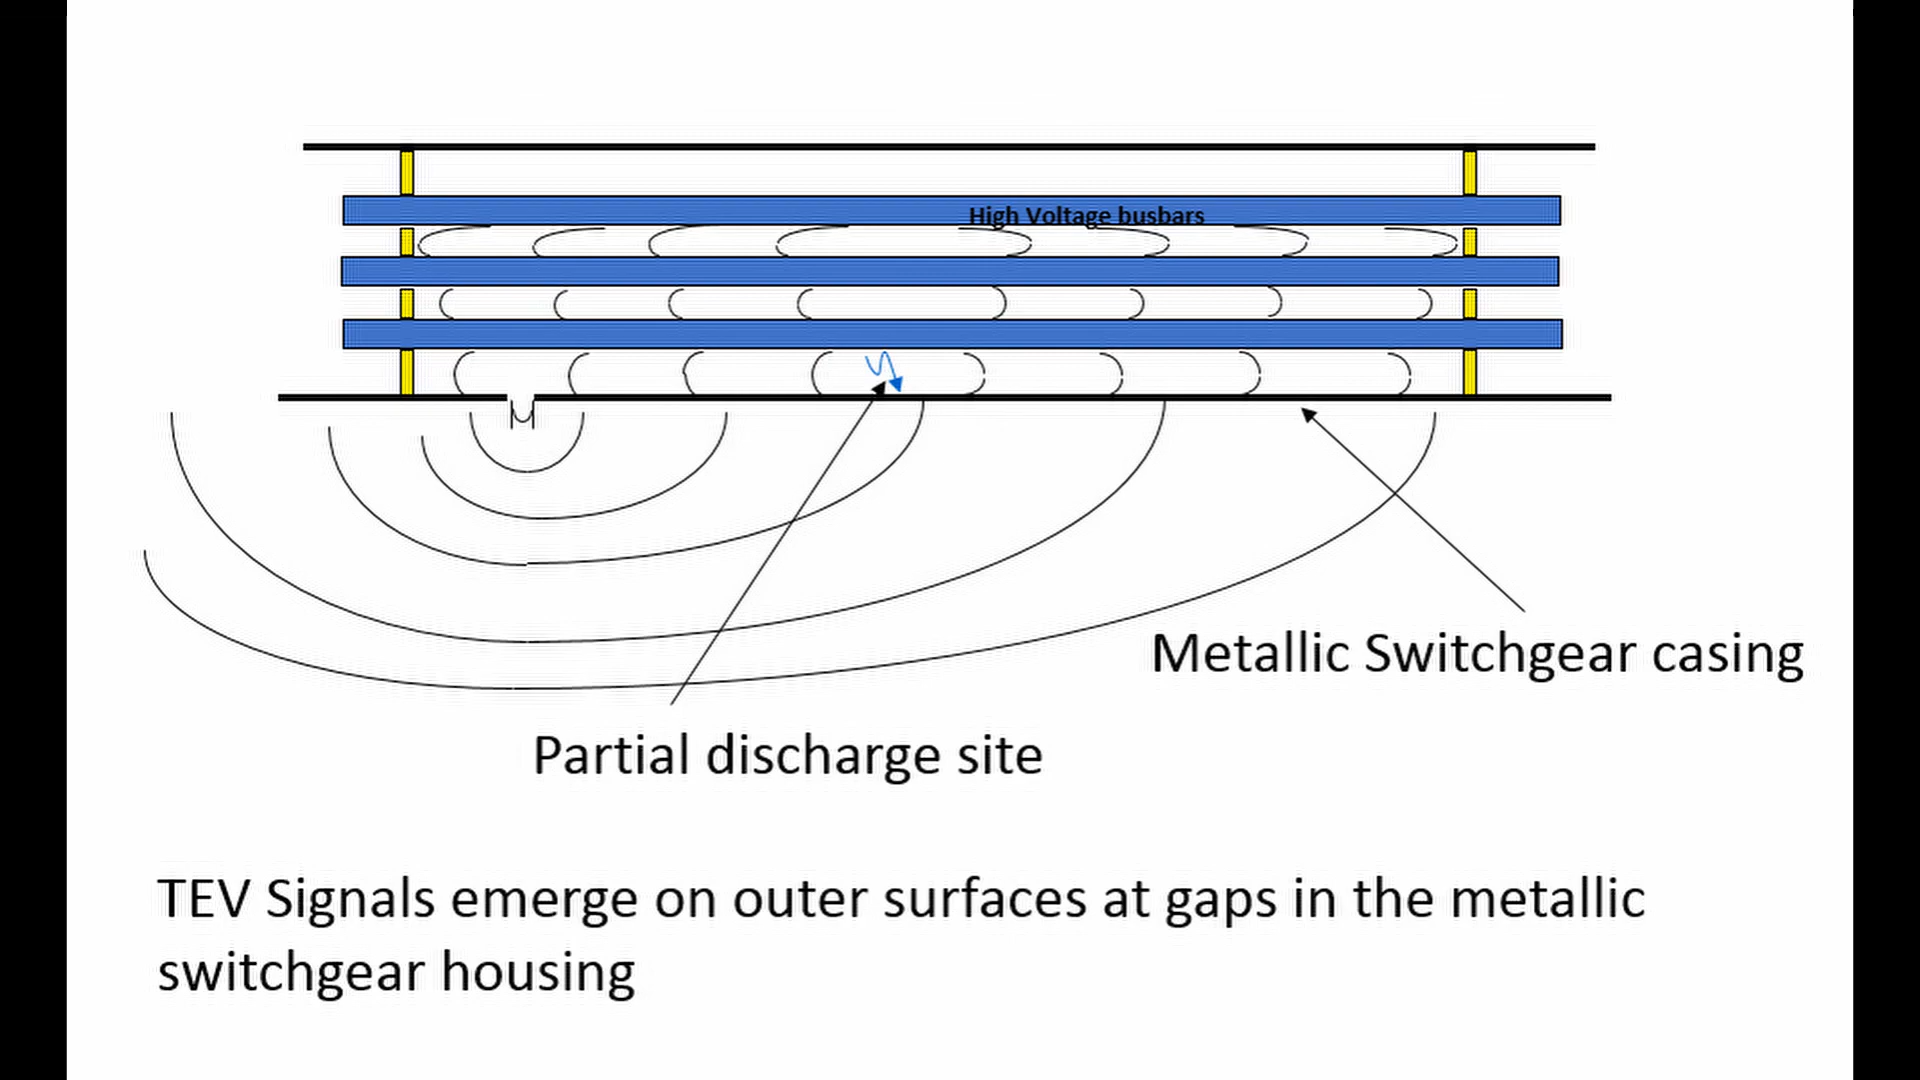 High Voltage busbars
Metallic Switchgear casing
Partial discharge site
TEV Signals emerge on outer surfaces at gaps in the metallic
switchgear housing